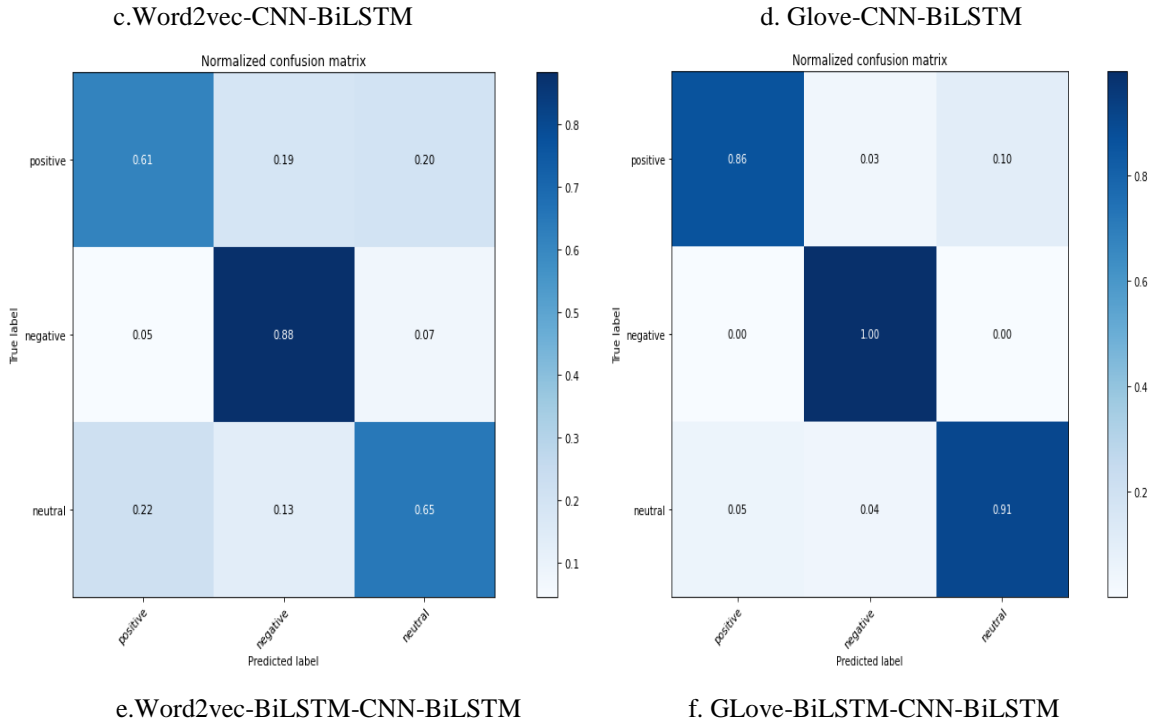 c.Word2vec-CNN-BiLSTM
d. Glove-CNN-BiLSTM
Normalized confusion matrix
positive
negative
neutral
True label
0.61 0.19 0.20
0.05 0.88 0.07
0.22 0.13 0.65
positive negative neutral
Predicted label
0.8
0.7
0.6
0.5
0.4
0.3
0.2
0.1
Normalized confusion matrix
positive
negative
neutral
True label
0.86 0.03 0.10
0.00 1.00 0.00
0.05 0.04 0.91
positive negative neutral
Predicted label
0.8
0.6
0.4
0.2
e.Word2vec-BiLSTM-CNN-BiLSTM
f. GLove-BiLSTM-CNN-BiLSTM